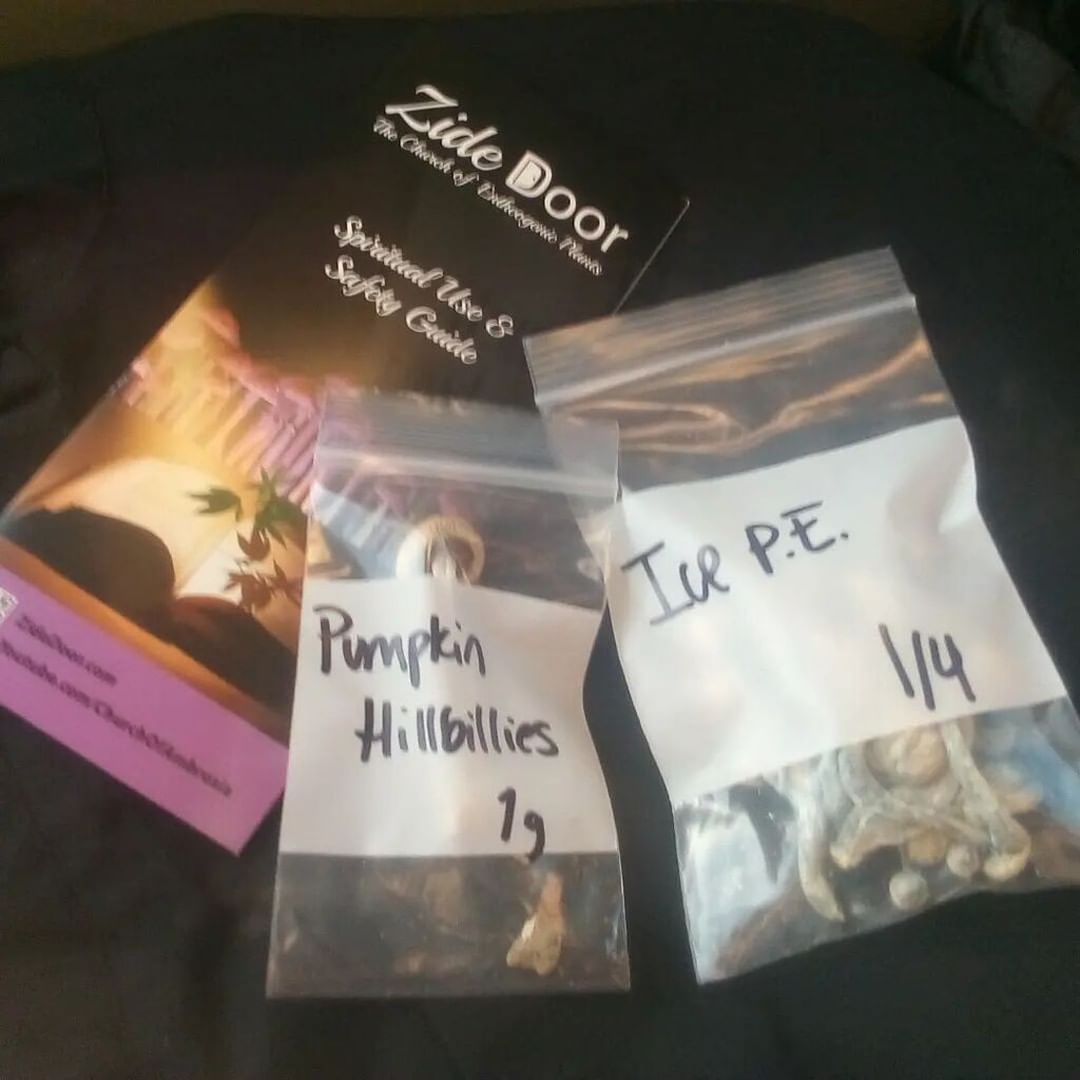 Zide Door
The Church of Entheogenic Plants
Spiritual Use &
Safety Guide
ZideDoor.com
Youtube.com/ChurchOfAmbrosia
Pumpkin
Hillbillies
1g
Ice P.E.
1/4